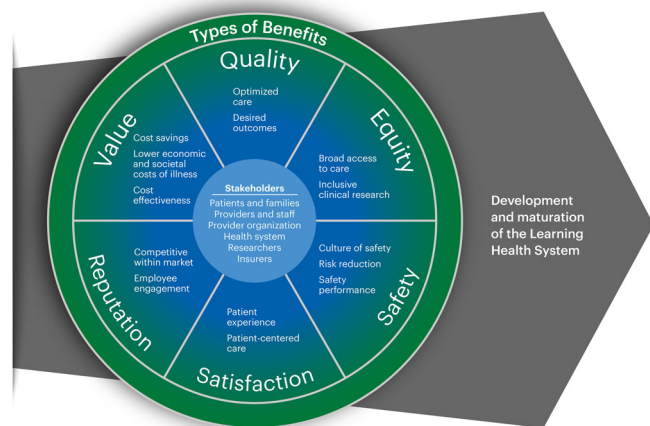 Types of Benefits
Quality
Optimized
care
Desired
outcomes
Equity
Broad access
to care
Inclusive
clinical research
Safety
Culture of safety
Risk reduction
Safety
performance
Satisfaction
Patient
experience
Patient-centered
care
Reputation
Competitive
within market
Employee
engagement
Value
Cost savings
Lower economic
and societal
costs of illness
Cost
effectiveness
Stakeholders
Patients and families
Providers and staff
Provider organization
Health system
Researchers
Insurers
Development
and maturation
of the Learning
Health System